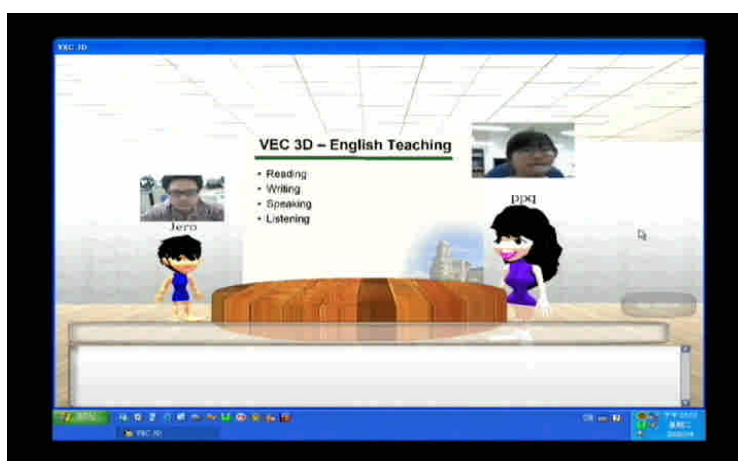 VEC 3D
VEC 3D – English Teaching
• Reading
• Writing
• Speaking
• Listening
Jero
ppq
VEC 3D